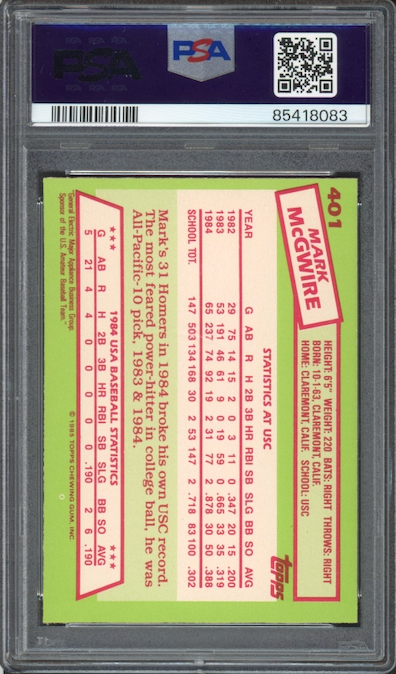 PSA
PSA
85418083
401
MARK
McGWIRE
HEIGHT: 6'5" WEIGHT: 220 BATS: RIGHT THROWS: RIGHT
BORN: 10-1-63, CLAREMONT, CALIF.
HOME: CLAREMONT, CALIF. SCHOOL: USC
topps
STATISTICS AT USC
YEAR G AB R H 2B 3B HR RBI SB SLG BB SO AVG
1982 29 75 14 15 2 0 3 11 0 .347 20 15 .200
1983 53 191 46 61 9 0 19 59 0 .665 33 35 .319
1984 65 237 74 92 19 2 31 77 2 .878 30 50 .388
SCHOOL TOT. 147 503 134 168 30 2 53 147 2 .718 83 100 .302
Mark's 31 Homers in 1984 broke his own USC record.
The most feared power-hitter in college ball, he was
All-Pacific-10 pick, 1983 & 1984.
*** 1984 USA BASEBALL STATISTICS ***
G AB R H 2B 3B HR RBI SB SLG BB SO AVG
5 21 4 4 0 0 0 0 0 .190 2 6 .190
"General Electric Major Appliance Business Group,
Sponsor of the U.S. Amateur Baseball Team."
© 1985 TOPPS CHEWING GUM, INC.